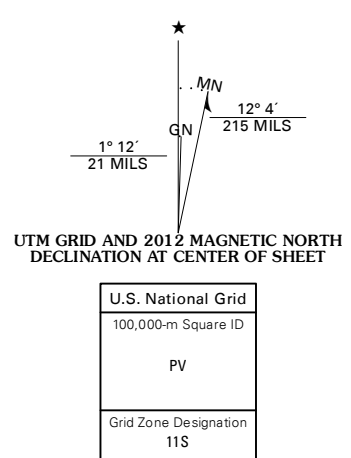 ★
MN
GN
12° 4´
215 MILS
1° 12´
21 MILS
UTM GRID AND 2012 MAGNETIC NORTH
DECLINATION AT CENTER OF SHEET
U.S. National Grid
100,000-m Square ID
PV
Grid Zone Designation
11S